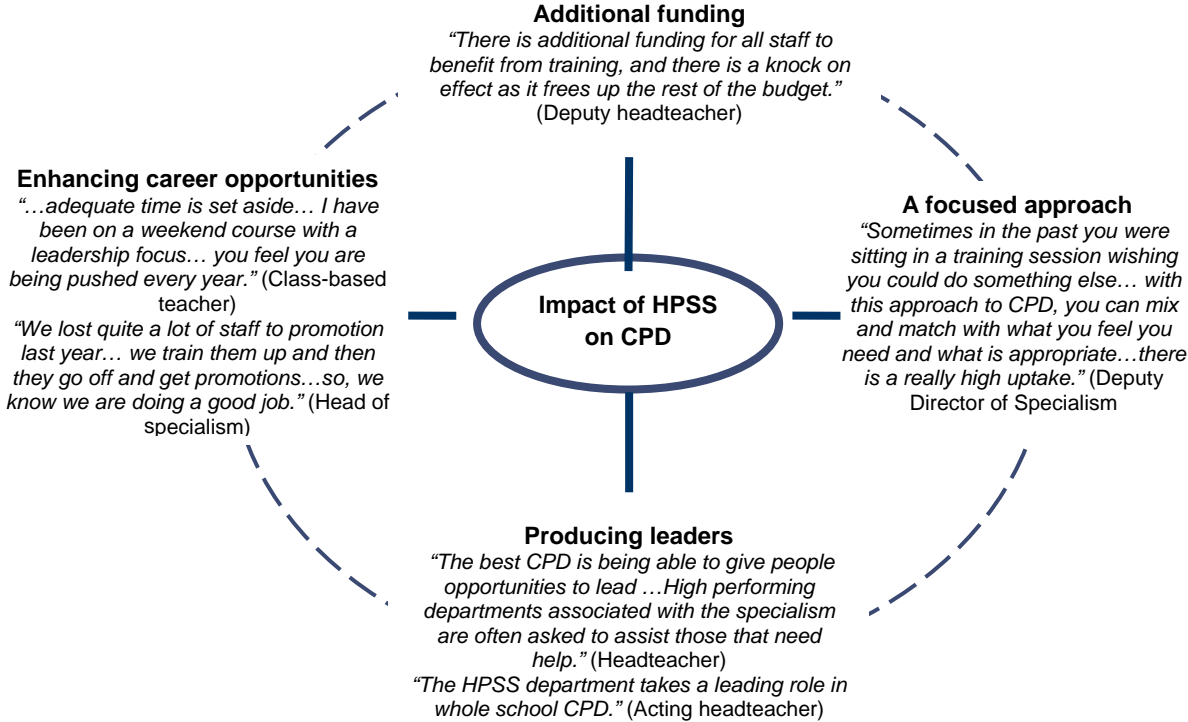 Additional funding
“There is additional funding for all staff to
benefit from training, and there is a knock on
effect as it frees up the rest of the budget.”
(Deputy headteacher)
Enhancing career opportunities
“…adequate time is set aside… I have
been on a weekend course with a
leadership focus… you feel you are
being pushed every year.” (Class-based
teacher)
“We lost quite a lot of staff to promotion
last year… we train them up and then
they go off and get promotions…so, we
know we are doing a good job.” (Head of
specialism)
Impact of HPSS
on CPD
A focused approach
“Sometimes in the past you were
sitting in a training session wishing
you could do something else… with
this approach to CPD, you can mix
and match with what you feel you
need and what is appropriate…there
is a really high uptake.” (Deputy
Director of Specialism
Producing leaders
“The best CPD is being able to give people
opportunities to lead …High performing
departments associated with the specialism
are often asked to assist those that need
help.” (Headteacher)
“The HPSS department takes a leading role in
whole school CPD.” (Acting headteacher)